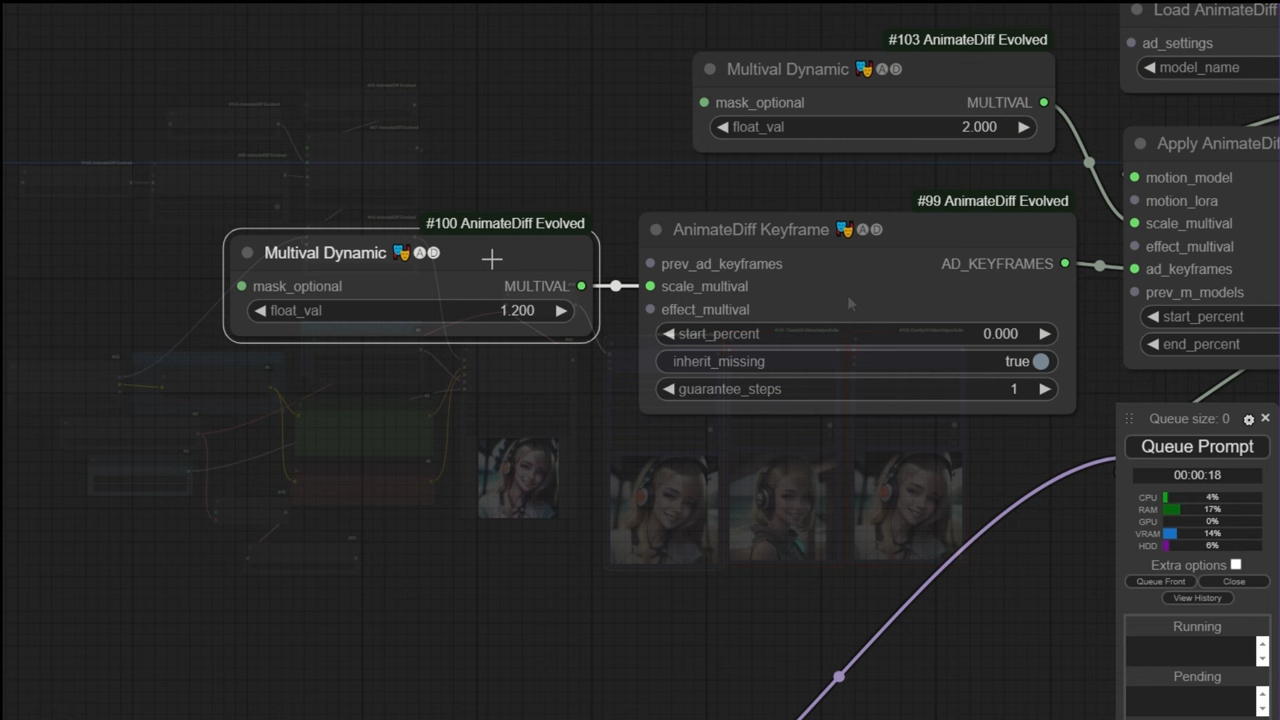 Load AnimateDiff
ad_settings
model_name
#103 AnimateDiff Evolved
Multival Dynamic 🎭ⒶⒹ
mask_optional
MULTIVAL
float_val
2.000
Apply AnimateDi
motion_model
motion_lora
scale_multival
effect_multival
ad_keyframes
prev_m_models
start_percent
end_percent
#99 AnimateDiff Evolved
AnimateDiff Keyframe 🎭ⒶⒹ
prev_ad_keyframes
AD_KEYFRAMES
scale_multival
effect_multival
start_percent
0.000
inherit_missing
true
guarantee_steps
1
#100 AnimateDiff Evolved
Multival Dynamic 🎭ⒶⒹ
mask_optional
MULTIVAL
float_val
1.200
Queue size: 0
Queue Prompt
00:00:18
CPU 4%
RAM 17%
GPU 0%
VRAM 14%
HDD 6%
Extra options
Queue Front
Close
View History
Running
Pending